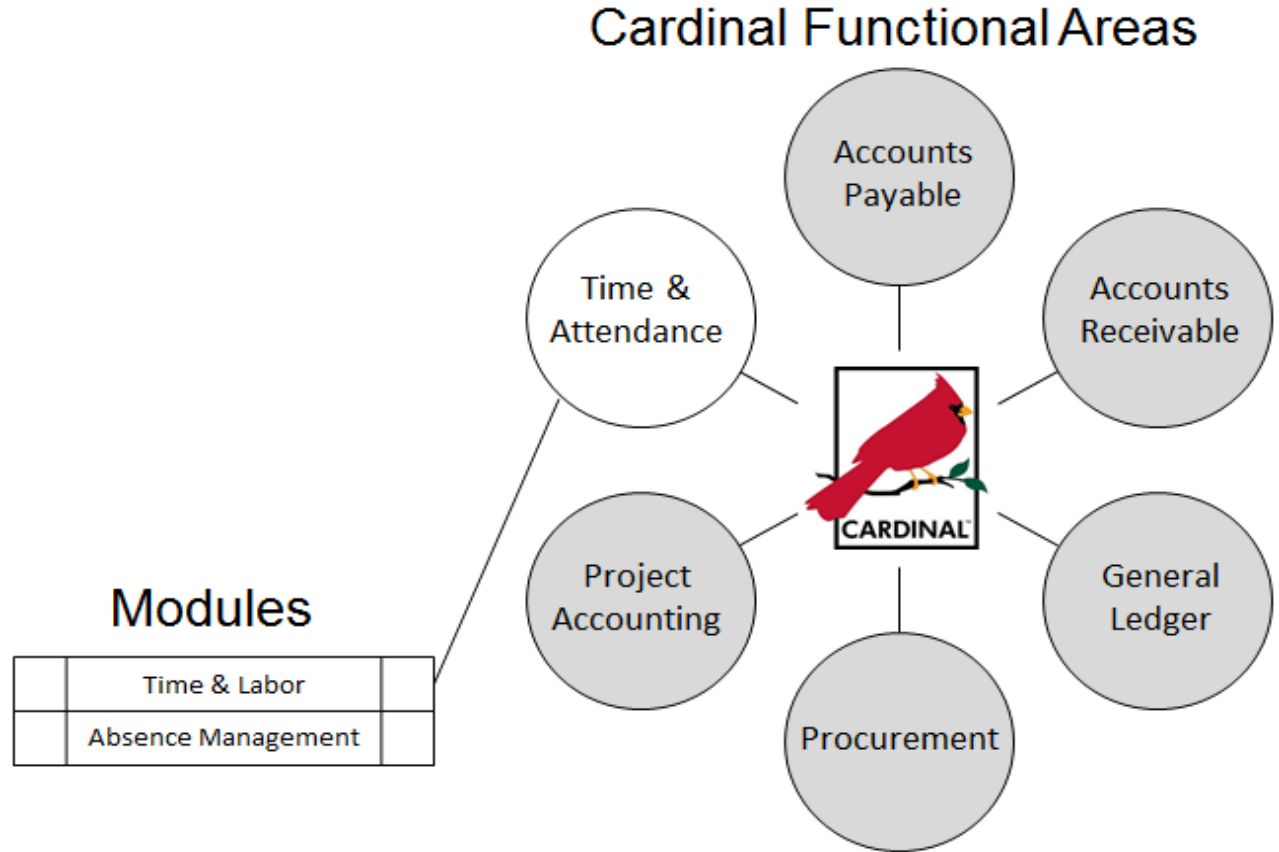 Cardinal Functional Areas
Accounts
Payable
Time &
Attendance
Accounts
Receivable
CARDINAL™
Project
Accounting
General
Ledger
Procurement
Modules
Time & Labor
Absence Management